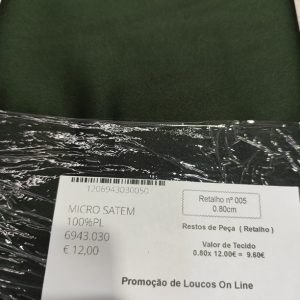 1206943030050
MICRO SATEM
100%PL
6943.030
€ 12,00
Retalho nº 005
0.80cm
Restos de Peça ( Retalho )
Valor de Tecido
0.80x 12.00€ = 9.60€
Promoção de Loucos On Line